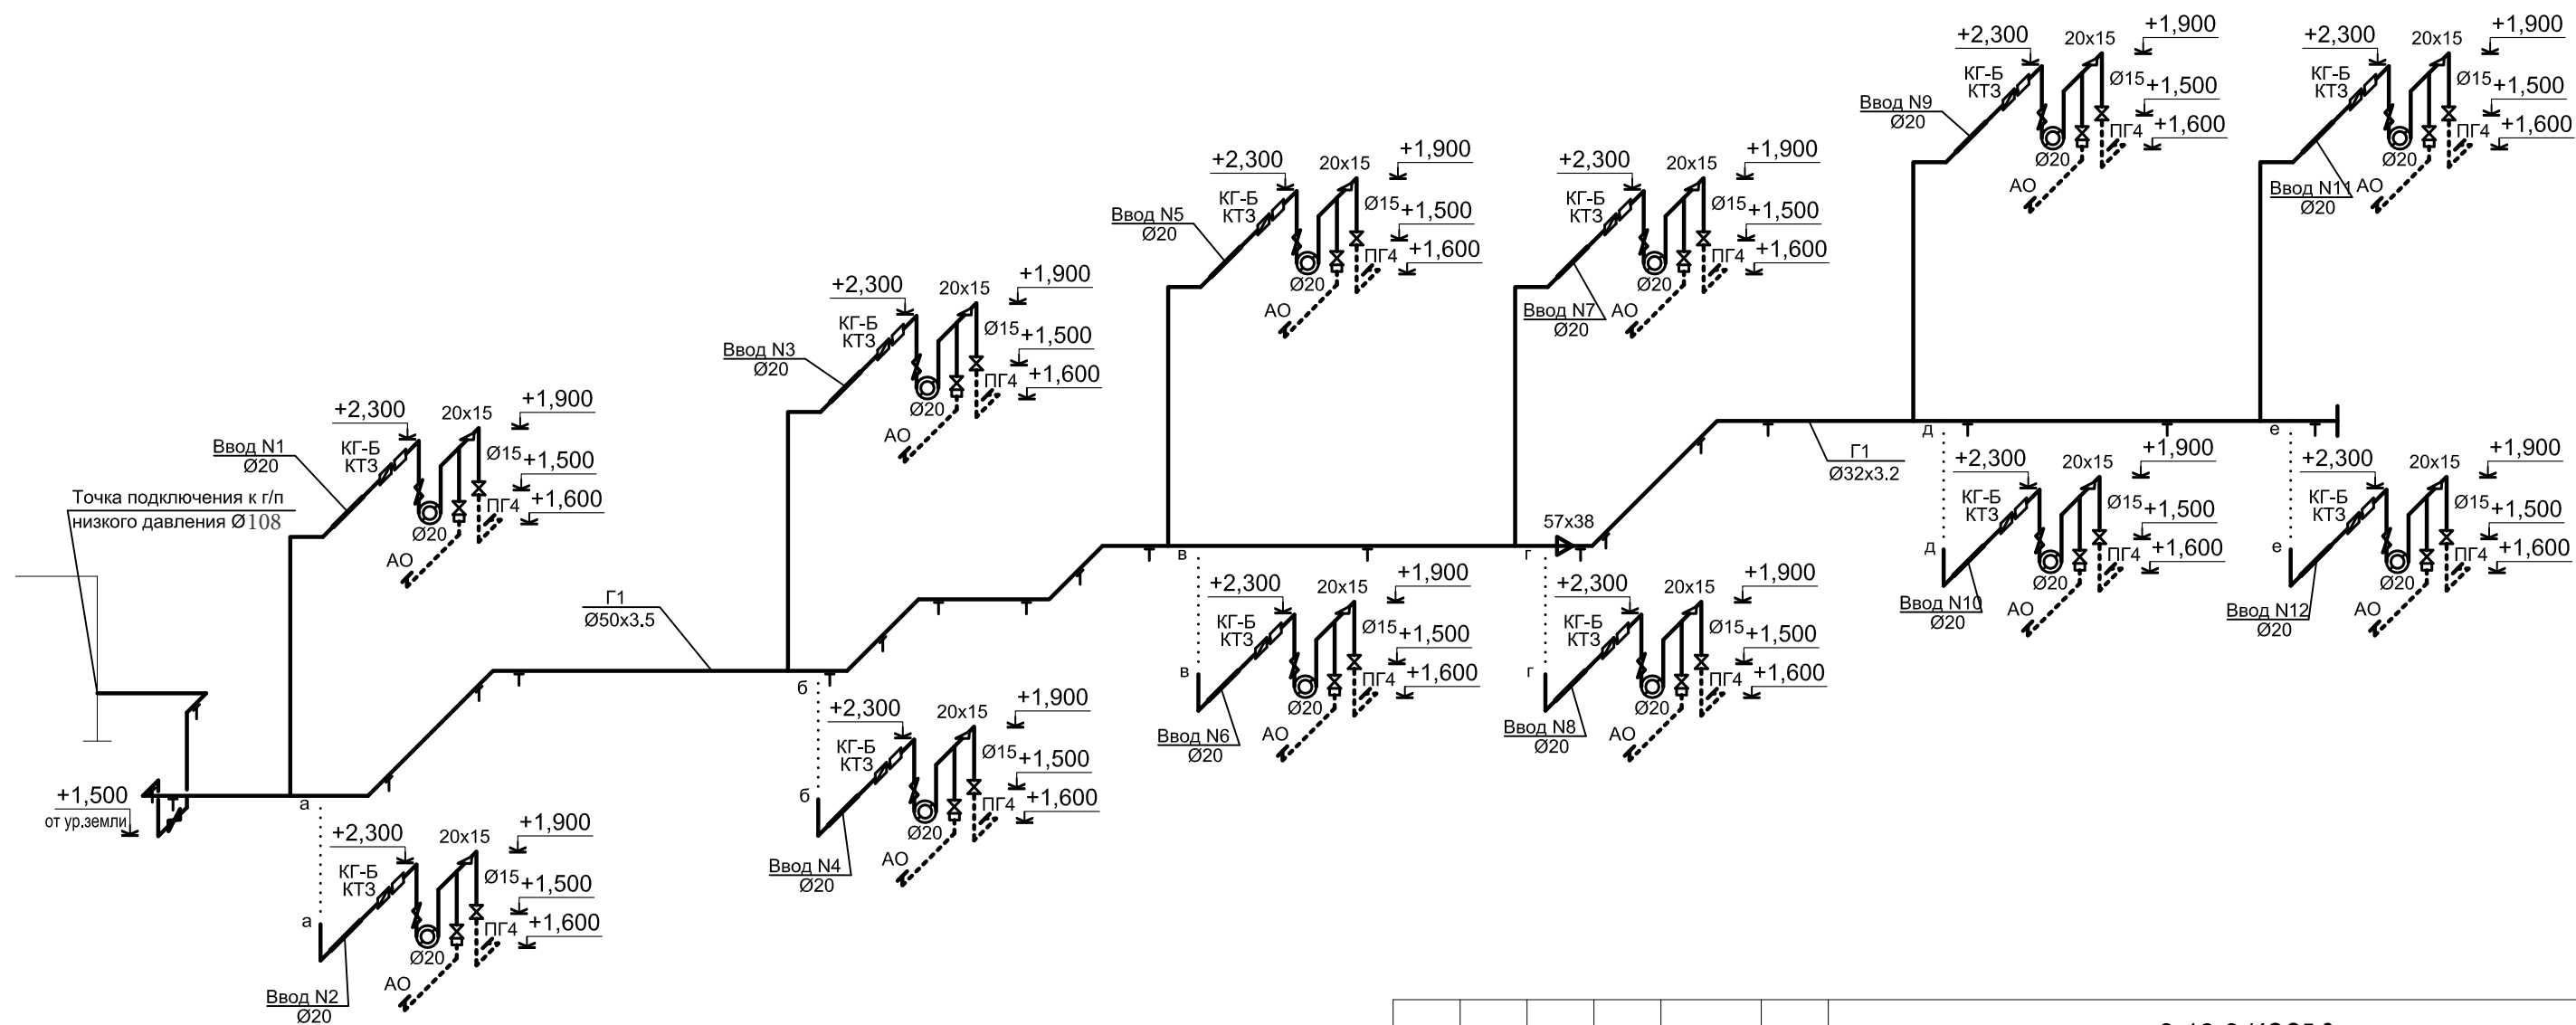 +2,300
20x15
+1,900
КГ-Б
КТЗ
Ø15
+1,500
Ввод N9
Ø20
ПГ4
+1,600
Ø20
АО
+2,300
20x15
+1,900
КГ-Б
КТЗ
Ø15
+1,500
ПГ4
+1,600
Ø20
Ввод N11
Ø20
АО
+2,300
20x15
+1,900
КГ-Б
КТЗ
Ø15
+1,500
Ввод N5
Ø20
ПГ4
+1,600
Ø20
АО
+2,300
20x15
+1,900
КГ-Б
КТЗ
Ø15
+1,500
ПГ4
+1,600
Ø20
Ввод N7
Ø20
АО
+2,300
20x15
+1,900
КГ-Б
КТЗ
Ø15
+1,500
Ввод N3
Ø20
ПГ4
+1,600
Ø20
АО
+2,300
20x15
+1,900
КГ-Б
КТЗ
Ø15
+1,500
Ввод N1
Ø20
ПГ4
+1,600
Ø20
АО
Точка подключения к г/п
низкого давления Ø108
+1,500
от ур.земли
Г1
Ø50x3.5
57x38
Г1
Ø32x3.2
а
а
б
б
в
в
г
г
д
д
е
е
+2,300
20x15
+1,900
КГ-Б
КТЗ
Ø15
+1,500
ПГ4
+1,600
Ø20
Ввод N10
Ø20
АО
+2,300
20x15
+1,900
КГ-Б
КТЗ
Ø15
+1,500
ПГ4
+1,600
Ø20
Ввод N12
Ø20
АО
+2,300
20x15
+1,900
КГ-Б
КТЗ
Ø15
+1,500
ПГ4
+1,600
Ø20
Ввод N6
Ø20
АО
+2,300
20x15
+1,900
КГ-Б
КТЗ
Ø15
+1,500
ПГ4
+1,600
Ø20
Ввод N8
Ø20
АО
+2,300
20x15
+1,900
КГ-Б
КТЗ
Ø15
+1,500
ПГ4
+1,600
Ø20
Ввод N4
Ø20
АО
+2,300
20x15
+1,900
КГ-Б
КТЗ
Ø15
+1,500
ПГ4
+1,600
Ø20
АО
Ввод N2
Ø20